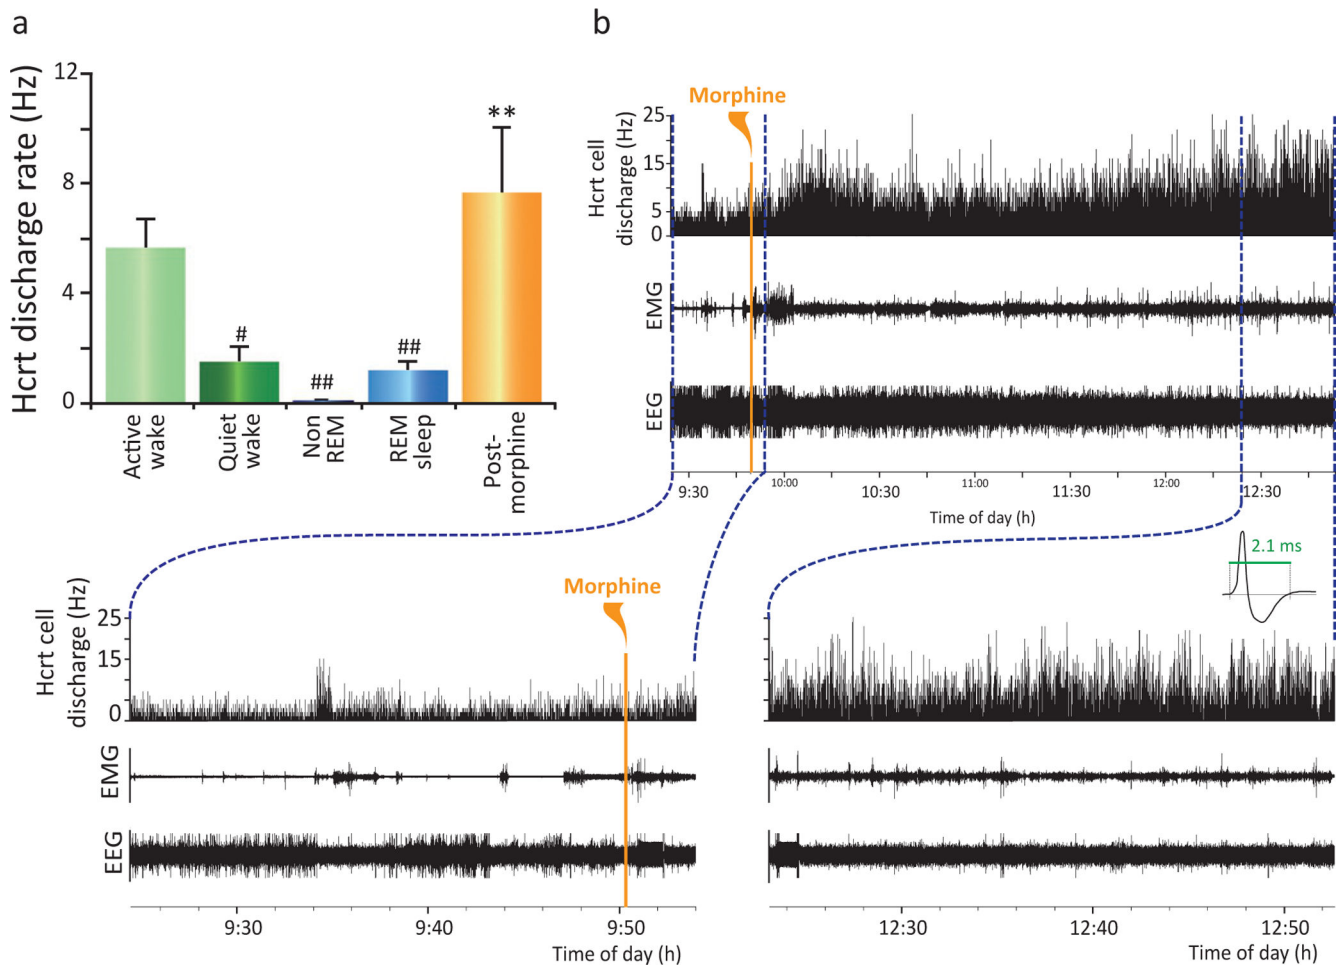 a
Hcrt discharge rate (Hz)
12
8
4
0
#
##
##
**
Active
wake
Quiet
wake
Non
REM
REM
sleep
Post-
morphine
b
Morphine
Hcrt cell
discharge (Hz)
25
15
5
0
EMG
EEG
9:30
10:00
10:30
11:00
11:30
12:00
12:30
Time of day (h)
Morphine
Hcrt cell
discharge (Hz)
25
15
0
EMG
EEG
9:30
9:40
9:50
Time of day (h)
2.1 ms
12:30
12:40
12:50
Time of day (h)